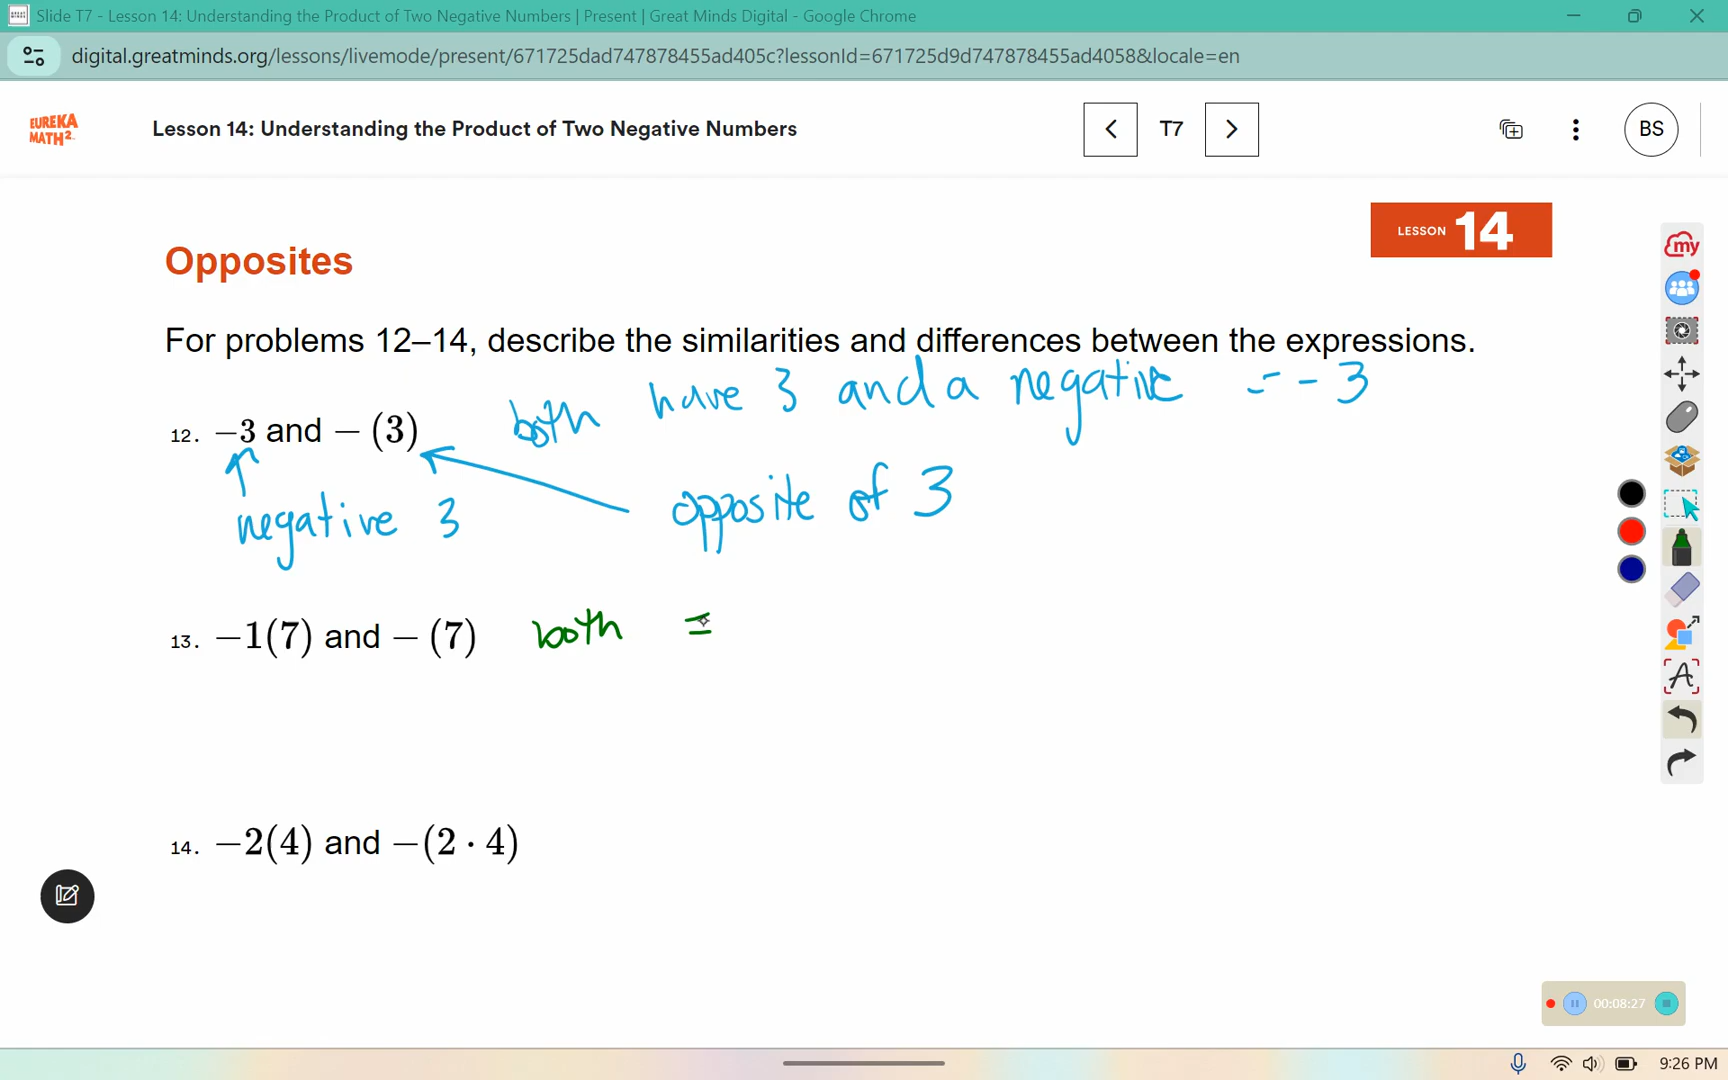 Slide T7 - Lesson 14: Understanding the Product of Two Negative Numbers | Present | Great Minds Digital - Google Chrome
digital.greatminds.org/lessons/livemode/present/671725dad747878455ad405c?lessonId=671725d9d747878455ad4058&locale=en
EUREKA
MATH²
Lesson 14: Understanding the Product of Two Negative Numbers
T7
BS
LESSON 14
Opposites
my
For problems 12–14, describe the similarities and differences between the expressions.
both have 3 and a negative = - 3
12. −3 and − (3)
negative 3
opposite of 3
13. −1(7) and − (7) both =
14. −2(4) and −(2 · 4)
A
00:08:27
9:26 PM